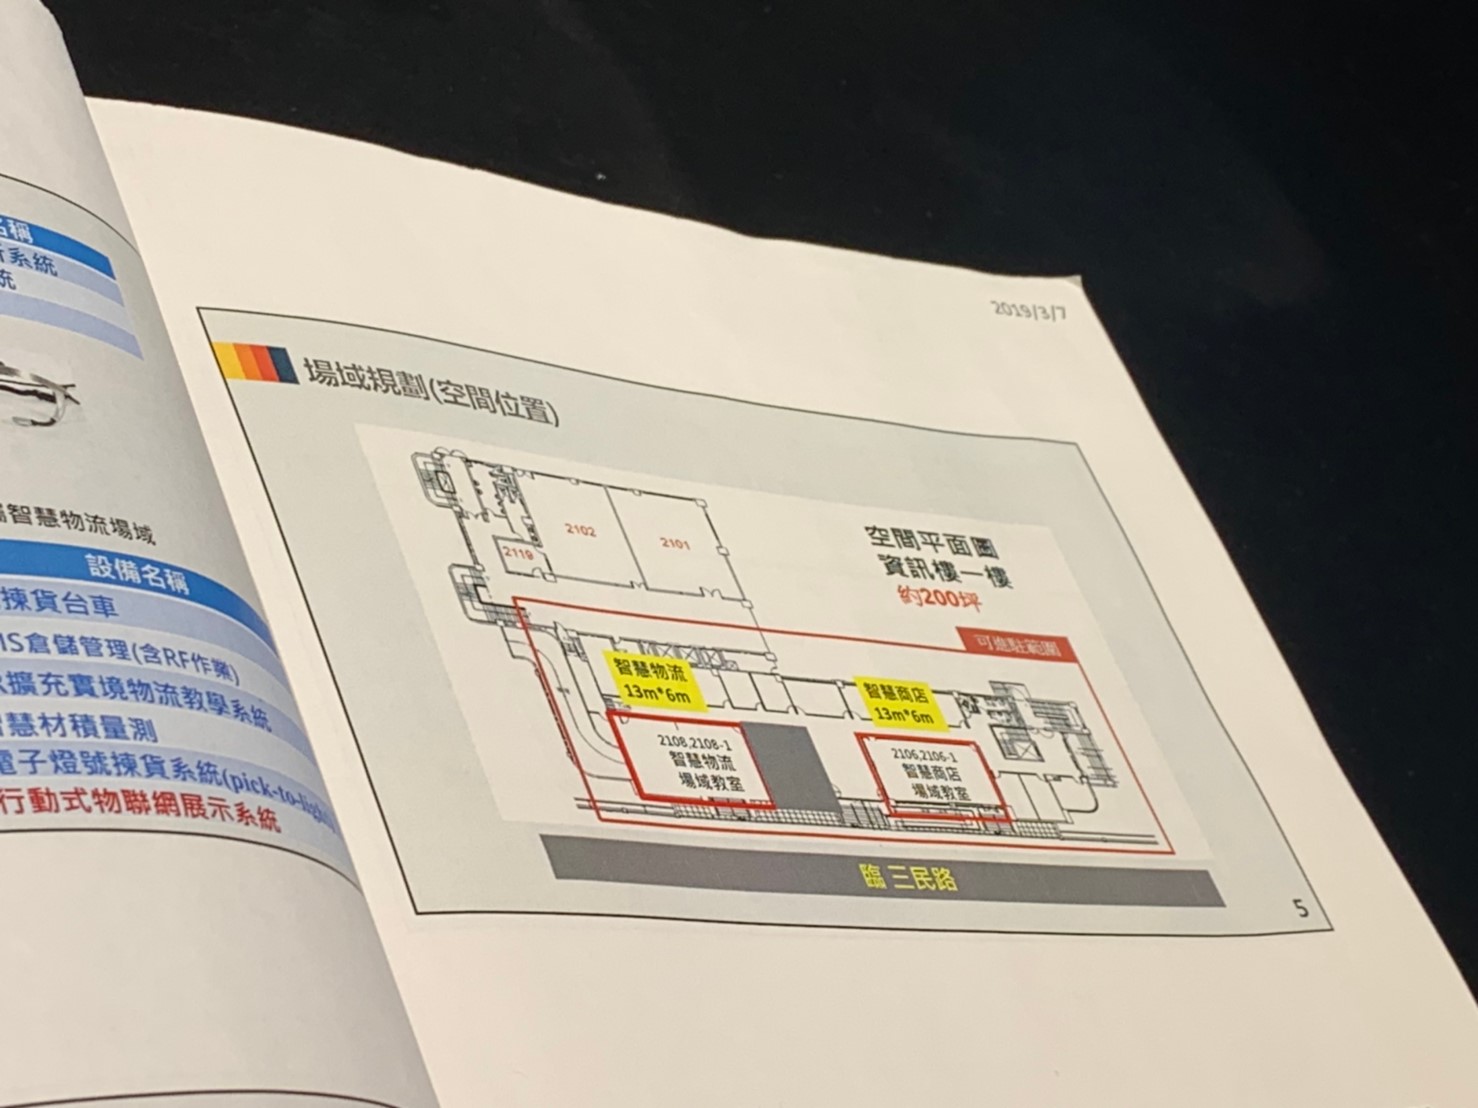 名稱
系統
統
智慧物流場域
設備名稱
揀貨台車
倉儲管理(含RF作業)
擴充實境物流教學系統
智慧材積量測
電子燈號揀貨系統(pick-to-light)
行動式物聯網展示系統
2019/3/7
場域規劃(空間位置)
2102
2101
2119
空間平面圖
資訊樓一樓
約200坪
可進駐範圍
智慧物流
13m*6m
智慧商店
13m*6m
2108,2108-1
智慧物流
場域教室
2106,2106-1
智慧商店
場域教室
臨 三民路
5